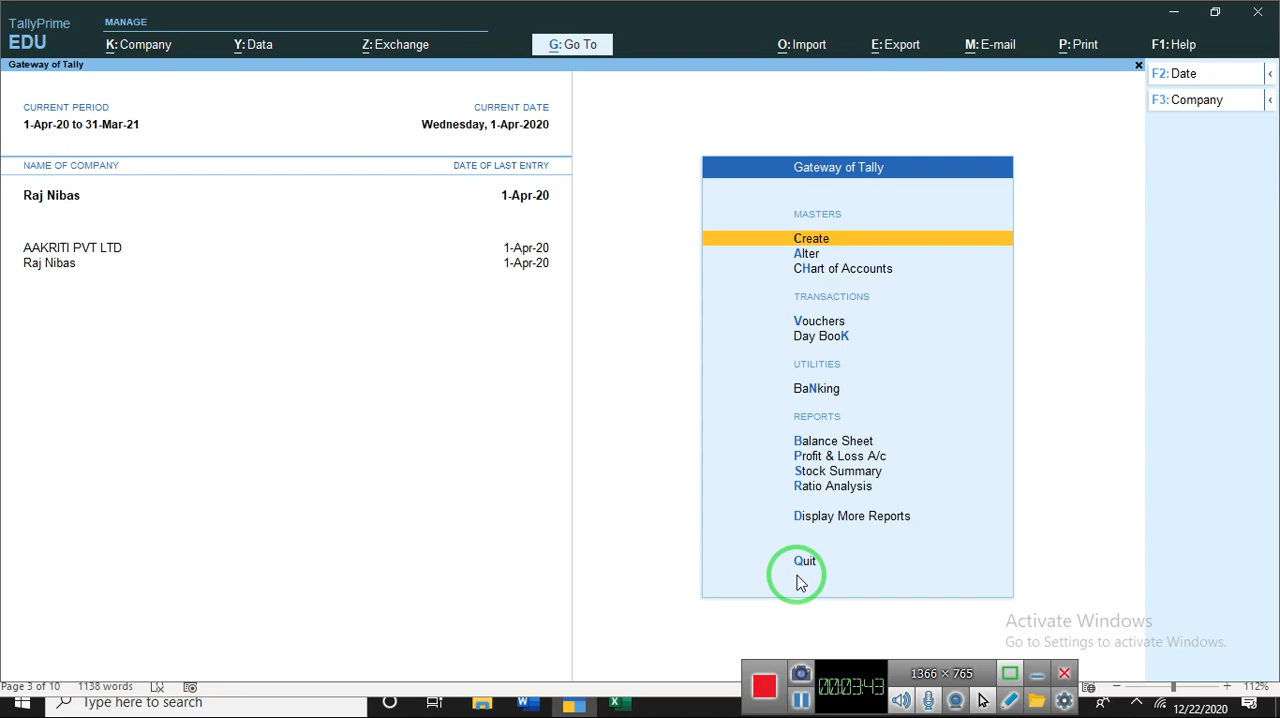 TallyPrime
EDU
MANAGE
K: Company
Y: Data
Z: Exchange
G: Go To
O: Import
E: Export
M: E-mail
P: Print
F1: Help
Gateway of Tally
F2: Date
F3: Company
CURRENT PERIOD
CURRENT DATE
1-Apr-20 to 31-Mar-21
Wednesday, 1-Apr-2020
NAME OF COMPANY
DATE OF LAST ENTRY
Raj Nibas
1-Apr-20
AAKRITI PVT LTD
1-Apr-20
Raj Nibas
1-Apr-20
Gateway of Tally
MASTERS
Create
Alter
CHart of Accounts
TRANSACTIONS
Vouchers
Day BooK
UTILITIES
BaNking
REPORTS
Balance Sheet
Profit & Loss A/c
Stock Summary
Ratio Analysis
Display More Reports
Quit
Activate Windows
Go to Settings to activate Windows.
1366 × 765
00:03:43
Page 3 of 10
1138 words
112%
Type here to search
12/22/2020